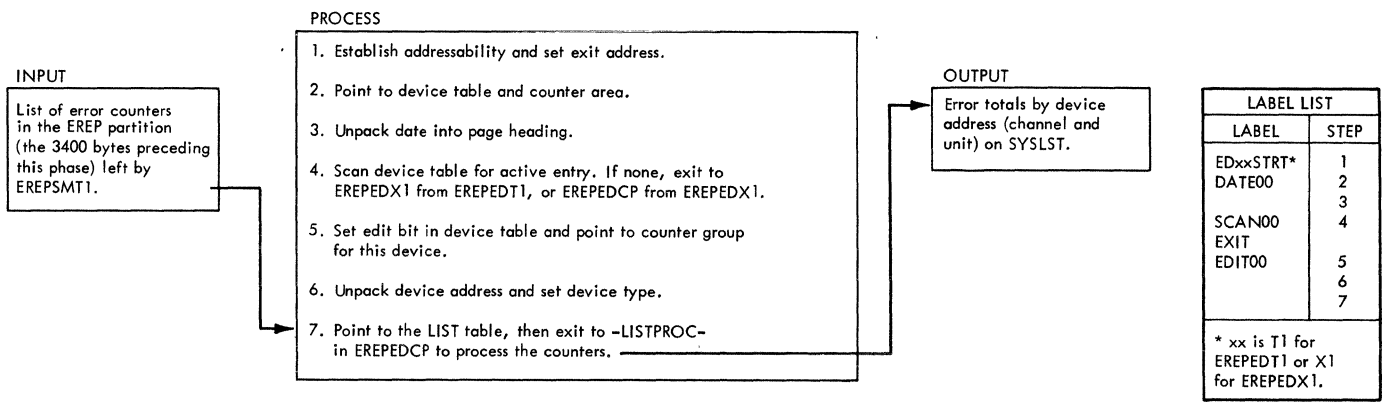 PROCESS
1. Establish addressability and set exit address.
2. Point to device table and counter area.
3. Unpack date into page heading.
4. Scan device table for active entry. If none, exit to
EREPEDX1 from EREPEDT1, or EREPEDCP from EREPEDX1.
5. Set edit bit in device table and point to counter group
for this device.
6. Unpack device address and set device type.
7. Point to the LIST table, then exit to -LISTPROC-
in EREPEDCP to process the counters.
INPUT
List of error counters
in the EREP partition
(the 3400 bytes preceding
this phase) left by
EREPSMT1.
OUTPUT
Error totals by device
address (channel and
unit) on SYSLST.
LABEL LIST
LABEL STEP
EDxxSTRT* 1
DATE00 2
3
SCAN00 4
EXIT
EDIT00 5
6
7
* xx is T1 for
EREPEDT1 or X1
for EREPEDX1.